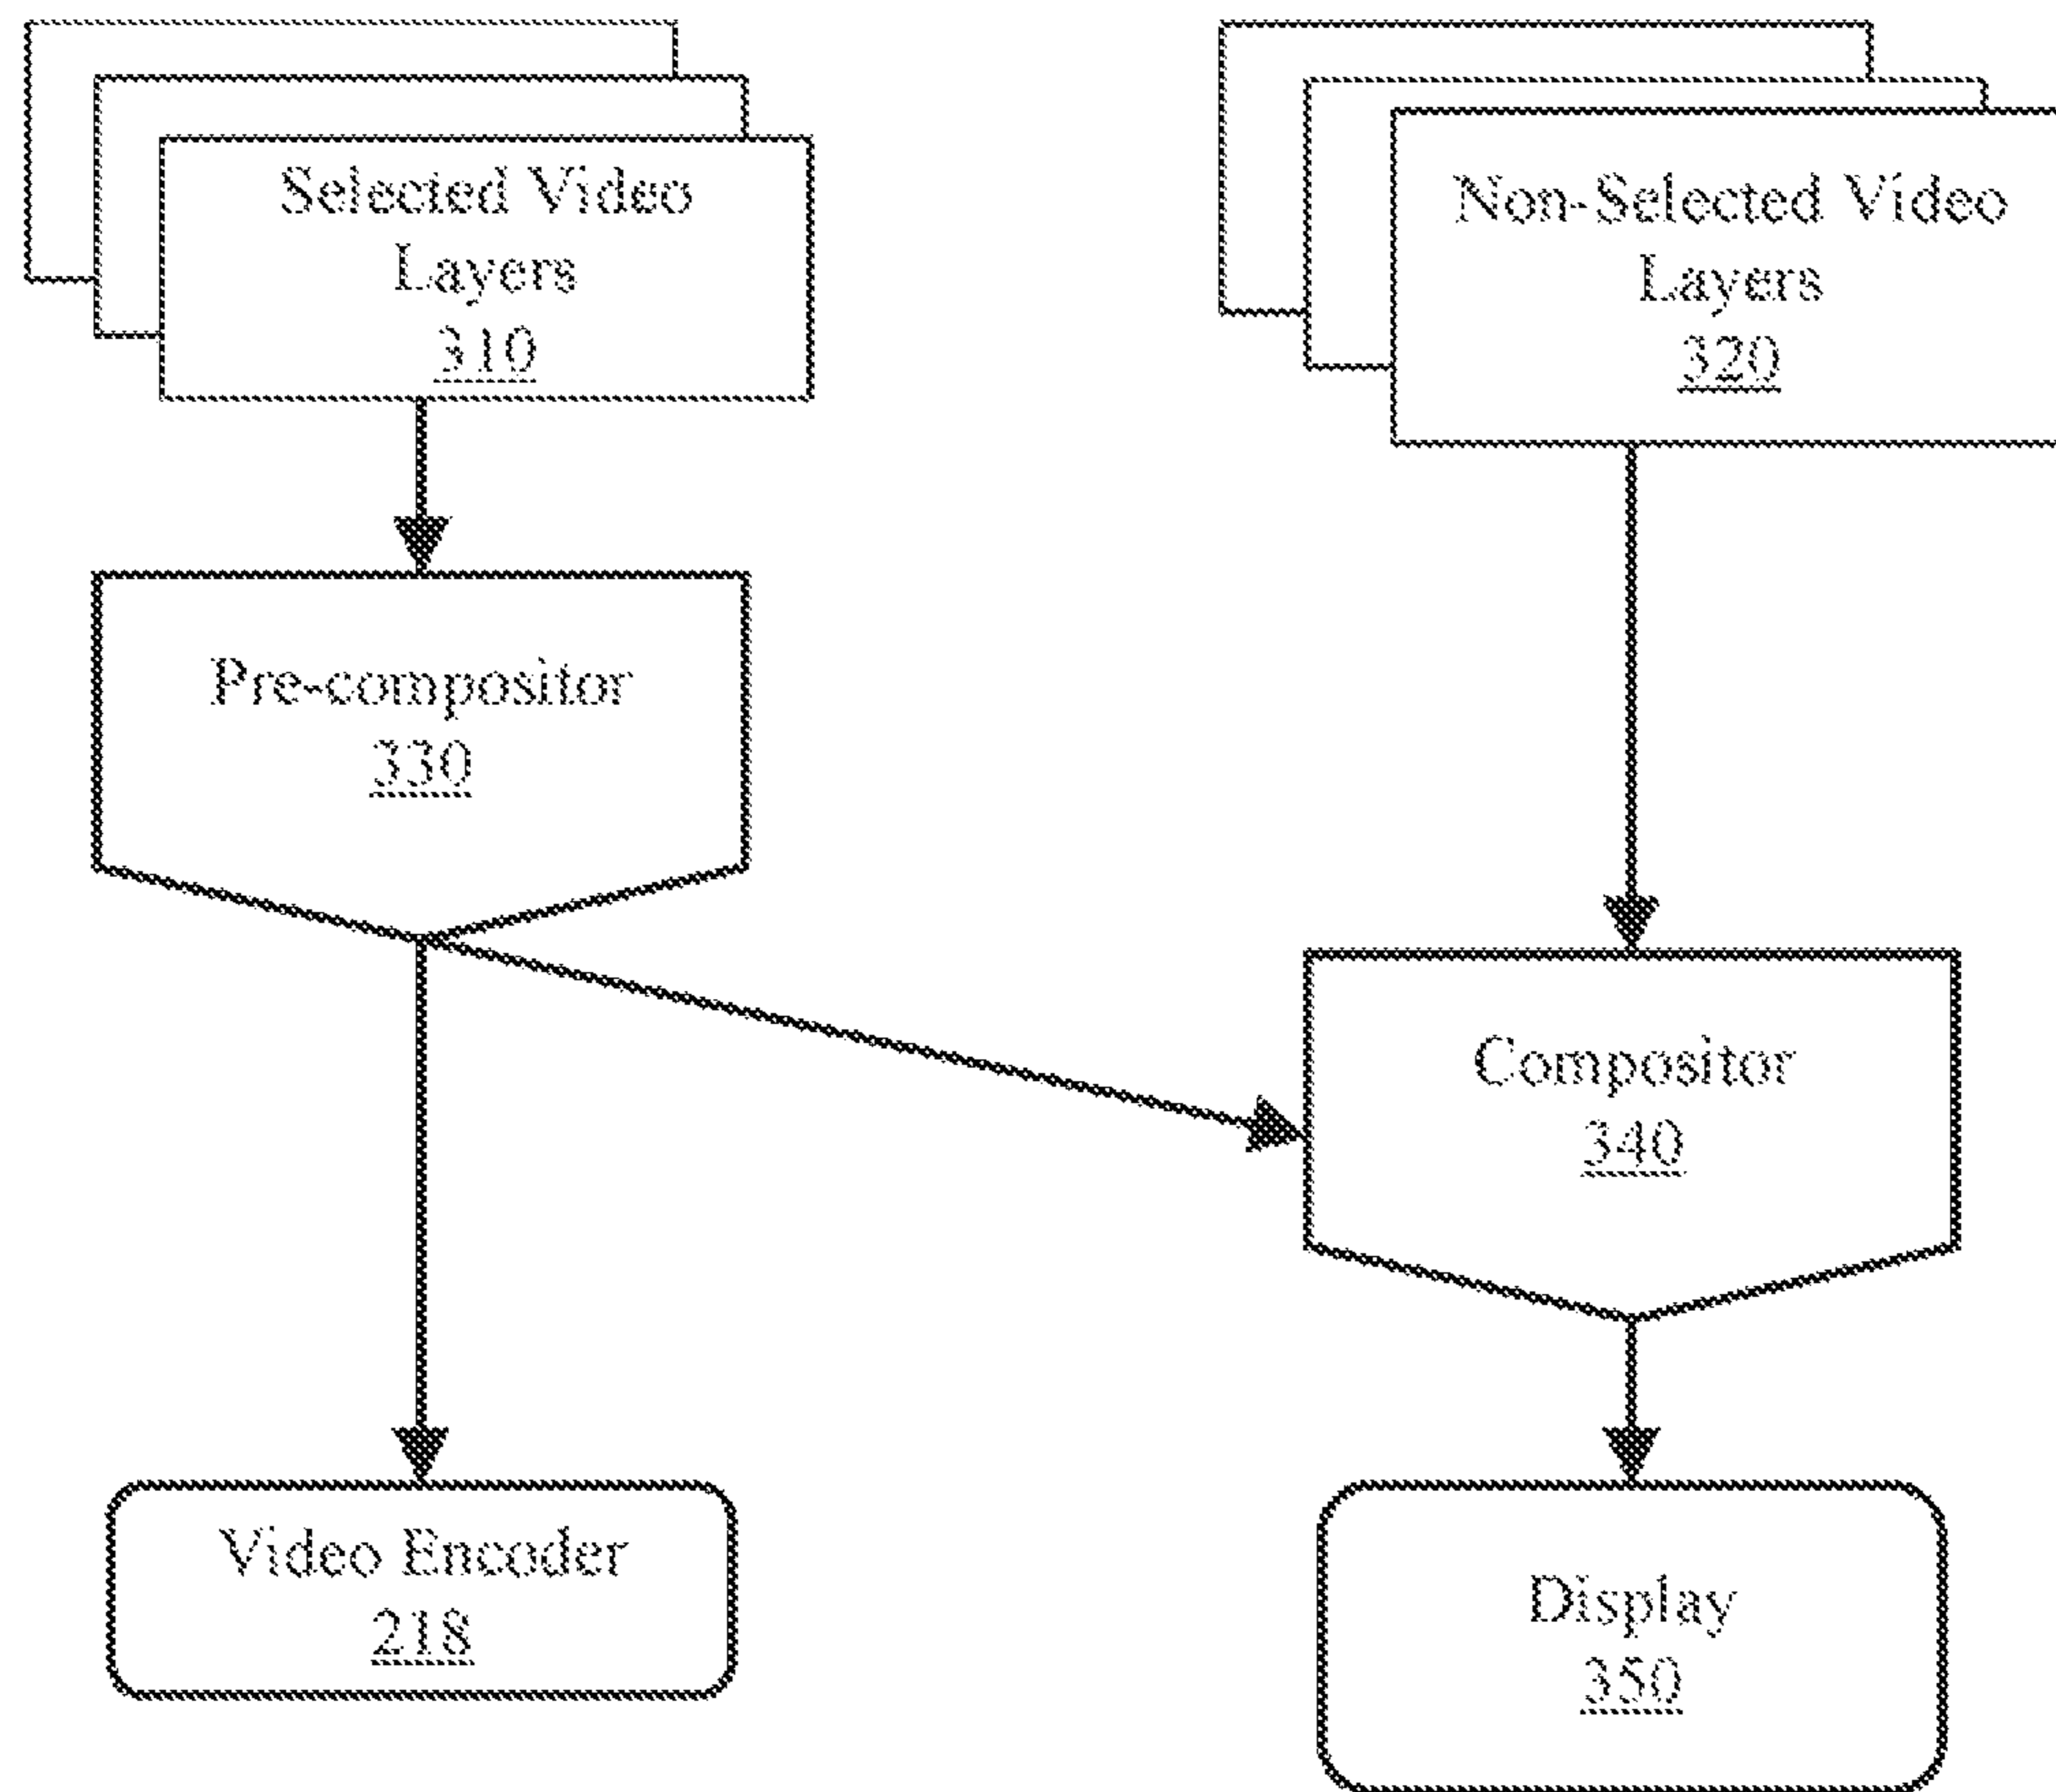 Selected Video
Layers
310
Non-Selected Video
Layers
320
Pre-compositor
330
Compositor
340
Video Encoder
218
Display
350